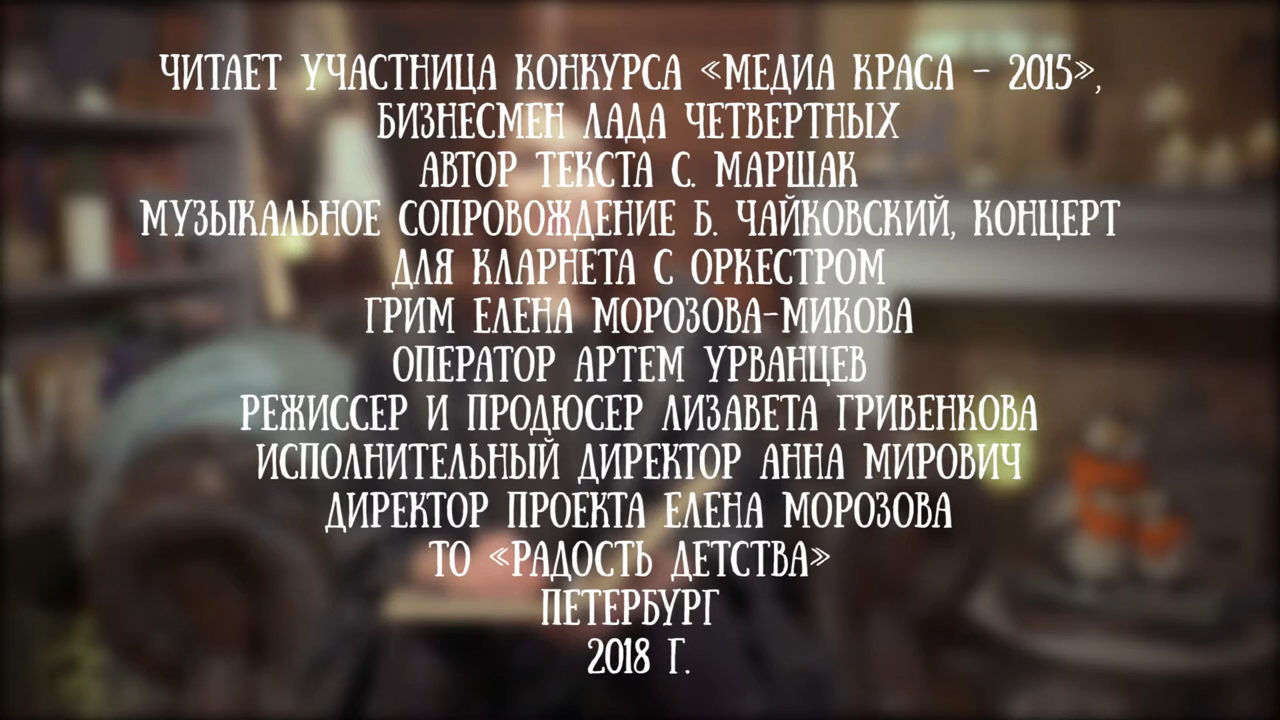 ЧИТАЕТ УЧАСТНИЦА КОНКУРСА «МЕДИА КРАСА - 2015»,
БИЗНЕСМЕН ЛАДА ЧЕТВЕРТНЫХ
АВТОР ТЕКСТА С. МАРШАК
МУЗЫКАЛЬНОЕ СОПРОВОЖДЕНИЕ Б. ЧАЙКОВСКИЙ, КОНЦЕРТ
ДЛЯ КЛАРНЕТА С ОРКЕСТРОМ
ГРИМ ЕЛЕНА МОРОЗОВА-МИКОВА
ОПЕРАТОР АРТЕМ УРВАНЦЕВ
РЕЖИССЕР И ПРОДЮСЕР ЛИЗАВЕТА ГРИВЕНКОВА
ИСПОЛНИТЕЛЬНЫЙ ДИРЕКТОР АННА МИРОВИЧ
ДИРЕКТОР ПРОЕКТА ЕЛЕНА МОРОЗОВА
ТО «РАДОСТЬ ДЕТСТВА»
ПЕТЕРБУРГ
2018 Г.